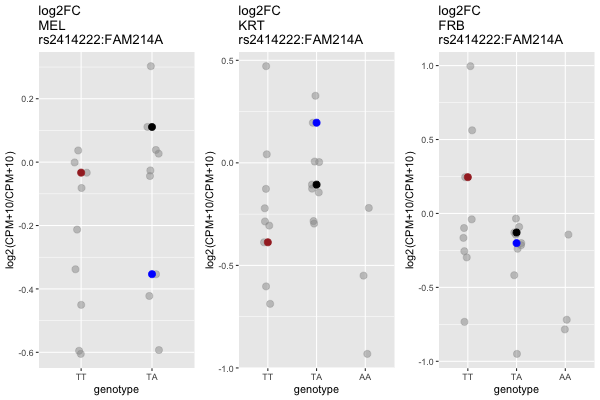 log2FC
MEL
rs2414222:FAM214A
log2(CPM+10/CPM+10)
0.2
0.0
-0.2
-0.4
-0.6
TT
TA
genotype
log2FC
KRT
rs2414222:FAM214A
log2(CPM+10/CPM+10)
0.5
0.0
-0.5
-1.0
TT
TA
AA
genotype
log2FC
FRB
rs2414222:FAM214A
log2(CPM+10/CPM+10)
1.0
0.5
0.0
-0.5
-1.0
TT
TA
AA
genotype